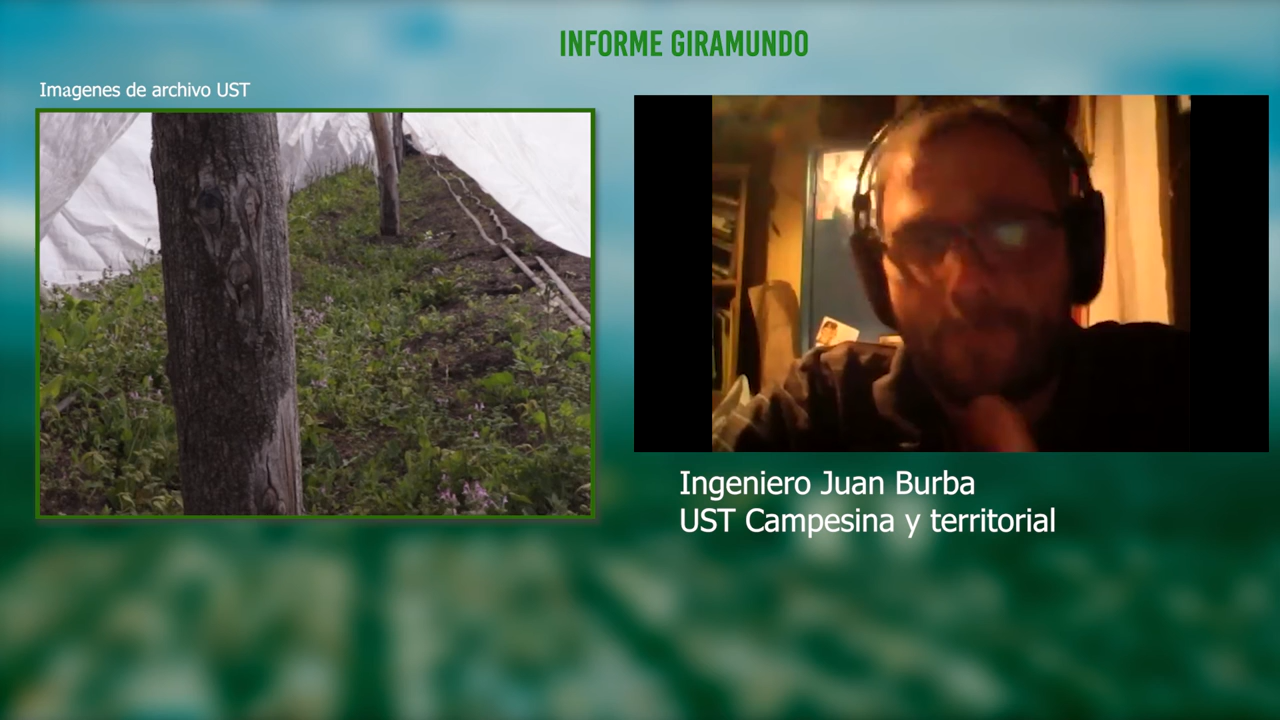 INFORME GIRAMUNDO
Imagenes de archivo UST
Ingeniero Juan Burba
UST Campesina y territorial